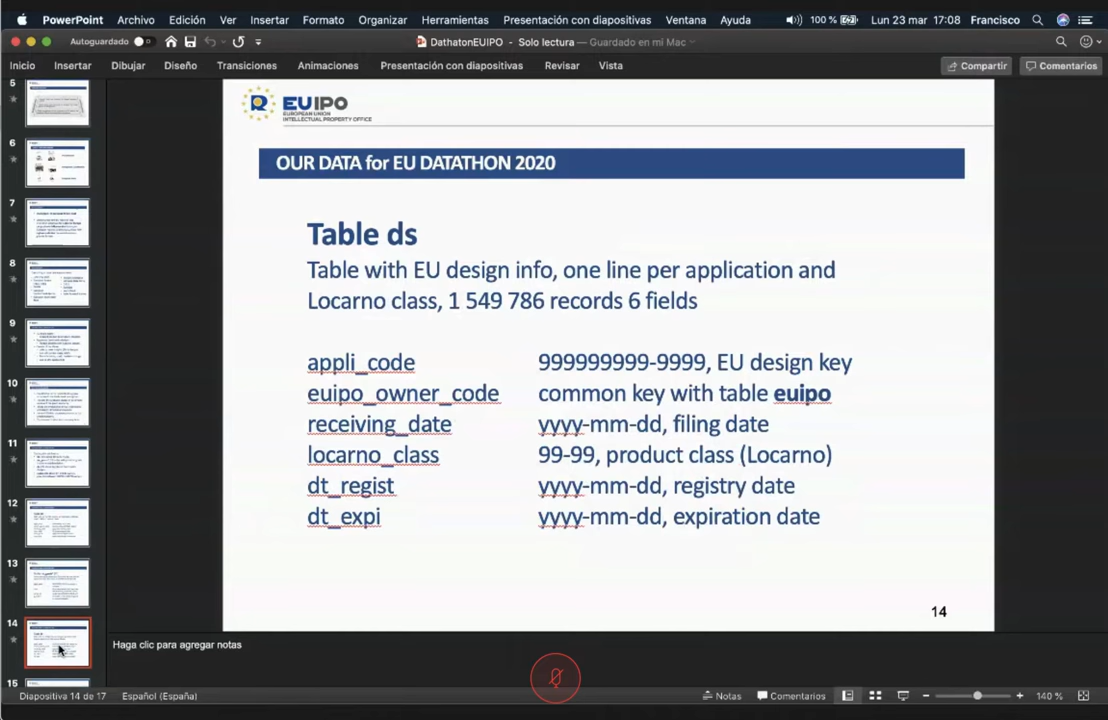 PowerPoint Archivo Edición Ver Insertar Formato Organizar Herramientas Presentación con diapositivas Ventana Ayuda 100 % Lun 23 mar 17:08 Francisco
Autoguardado DathatonEUIPO - Solo lectura — Guardado en mi Mac
Inicio Insertar Dibujar Diseño Transiciones Animaciones Presentación con diapositivas Revisar Vista Compartir Comentarios
5
6
7
8
9
10
11
12
13
14
15
R EUIPO
EUROPEAN UNION
INTELLECTUAL PROPERTY OFFICE
OUR DATA for EU DATATHON 2020
Table ds
Table with EU design info, one line per application and
Locarno class, 1 549 786 records 6 fields
appli_code 999999999-9999, EU design key
euipo_owner_code common key with table euipo
receiving_date yyyy-mm-dd, filing date
locarno_class 99-99, product class (Locarno)
dt_regist yyyy-mm-dd, registry date
dt_expi yyyy-mm-dd, expiration date
14
Haga clic para agregar notas
Diapositiva 14 de 17 Español (España) Notas Comentarios 140 %